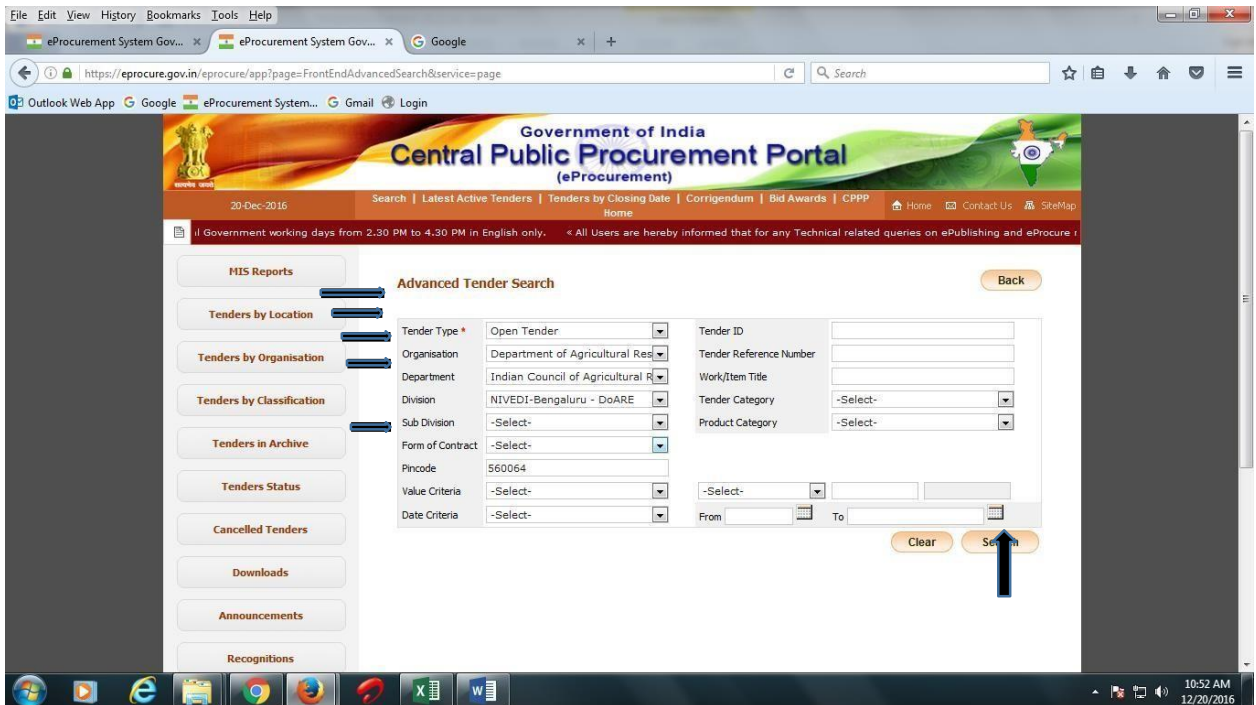 File Edit View History Bookmarks Tools Help
eProcurement System Gov... × eProcurement System Gov... × Google × +
https://eprocure.gov.in/eprocure/app?page=FrontEndAdvancedSearch&service=page Search
Outlook Web App Google eProcurement System... Gmail Login
Government of India
Central Public Procurement Portal
(eProcurement)
सत्यमेव जयते
20-Dec-2016
Search | Latest Active Tenders | Tenders by Closing Date | Corrigendum | Bid Awards | CPPP
Home
Home Contact Us SiteMap
Government working days from 2.30 PM to 4.30 PM in English only. « All Users are hereby informed that for any Technical related queries on ePublishing and eProcure
MIS Reports
Tenders by Location
Tenders by Organisation
Tenders by Classification
Tenders in Archive
Tenders Status
Cancelled Tenders
Downloads
Announcements
Recognitions
Advanced Tender Search Back
Tender Type * Open Tender Tender ID
Organisation Department of Agricultural Res Tender Reference Number
Department Indian Council of Agricultural R Work/Item Title
Division NIVEDI-Bengaluru - DoARE Tender Category -Select-
Sub Division -Select- Product Category -Select-
Form of Contract -Select-
Pincode 560064
Value Criteria -Select- -Select-
Date Criteria -Select- From To
Clear
10:52 AM
12/20/2016